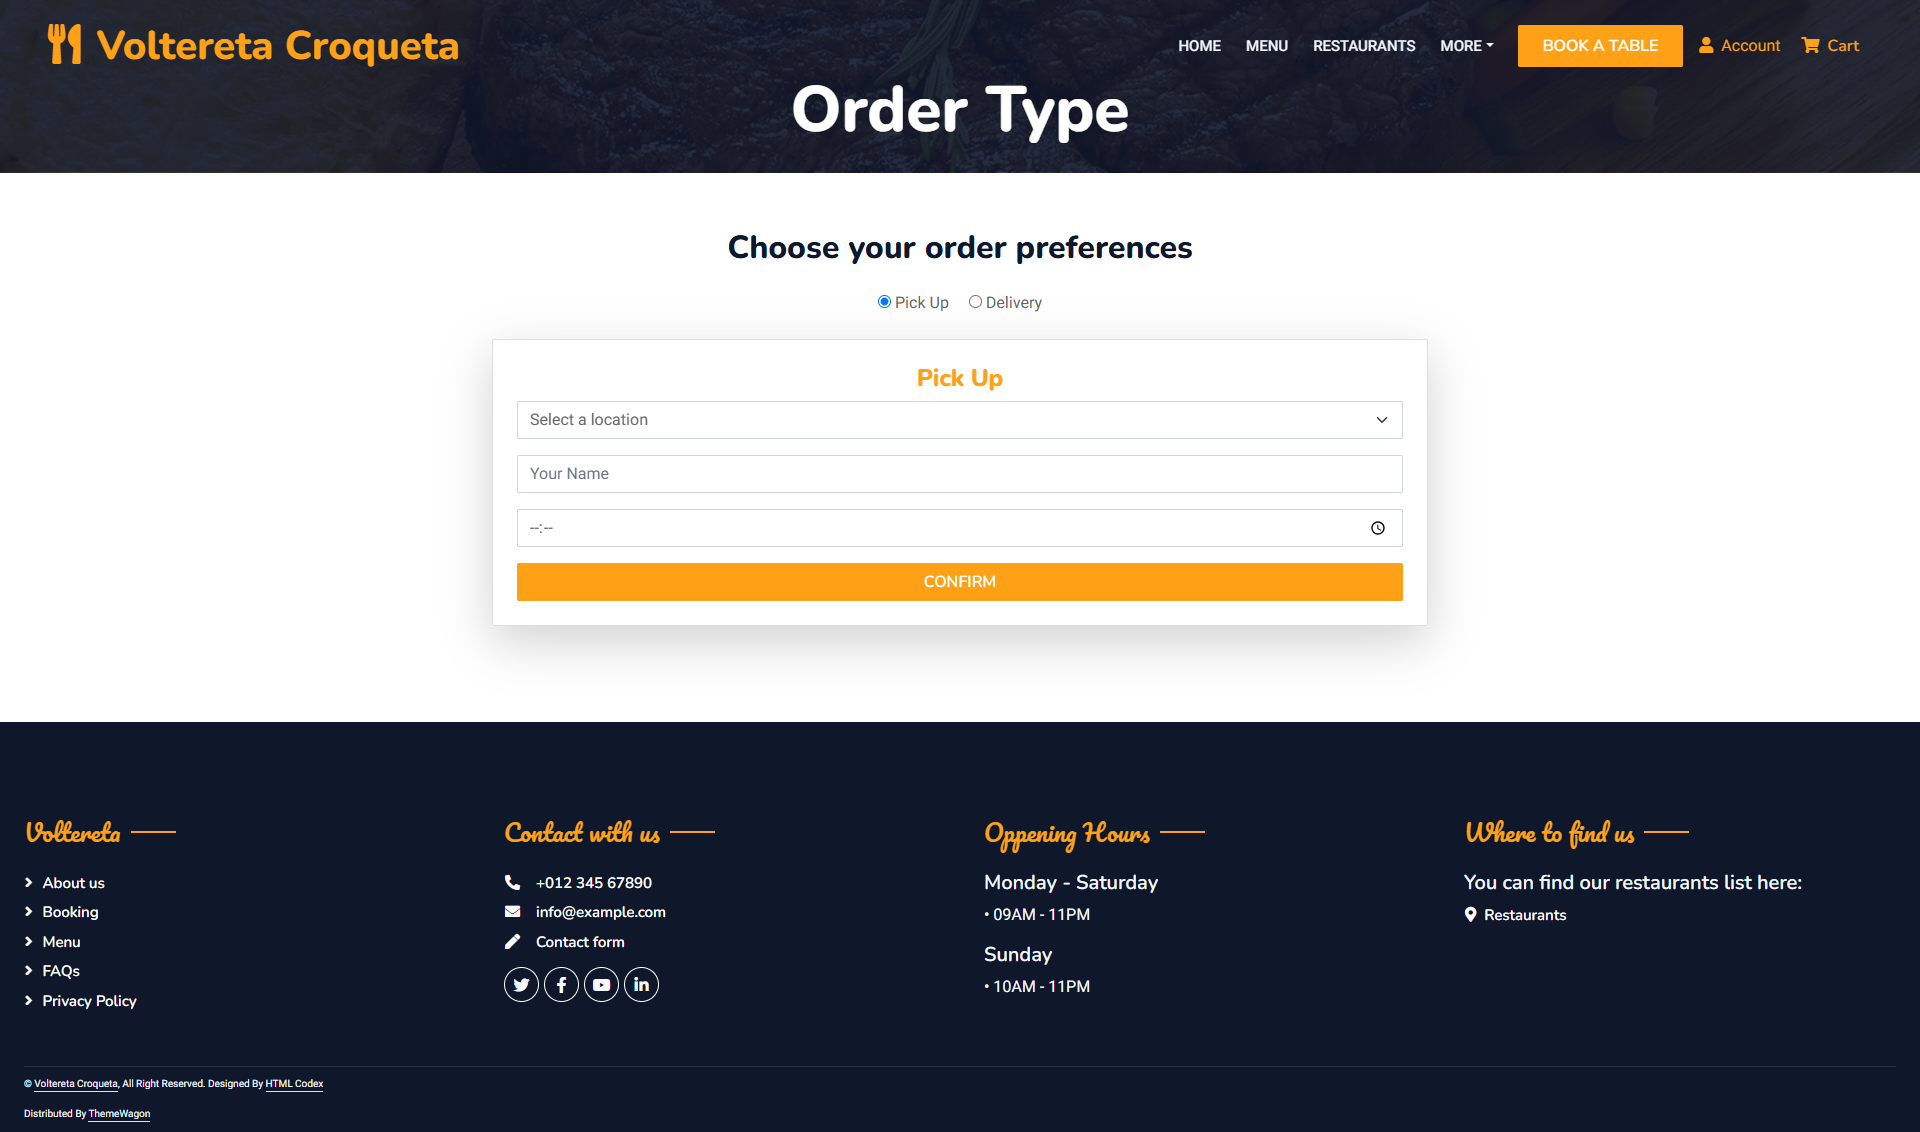 Voltereta Croqueta
HOME MENU RESTAURANTS MORE BOOK A TABLE Account Cart
Order Type
Choose your order preferences
Pick Up Delivery
Pick Up
Select a location
Your Name
--:--
CONFIRM
Voltereta
About us
Booking
Menu
FAQs
Privacy Policy
Contact with us
+012 345 67890
info@example.com
Contact form
Oppening Hours
Monday - Saturday
• 09AM - 11PM
Sunday
• 10AM - 11PM
Where to find us
You can find our restaurants list here:
Restaurants
© Voltereta Croqueta, All Right Reserved. Designed By HTML Codex
Distributed By ThemeWagon